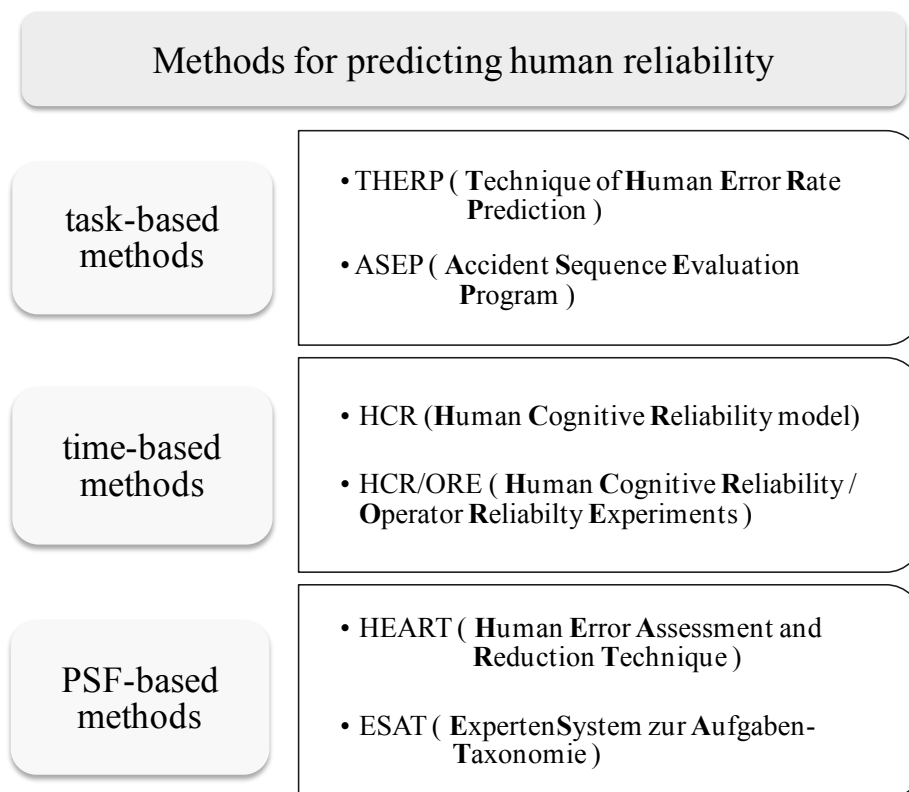 Methods for predicting human reliability
task-based
methods
• THERP ( Technique of Human Error Rate
Prediction )
• ASEP ( Accident Sequence Evaluation
Program )
time-based
methods
• HCR (Human Cognitive Reliability model)
• HCR/ORE ( Human Cognitive Reliability /
Operator Reliabilty Experiments )
PSF-based
methods
• HEART ( Human Error Assessment and
Reduction Technique )
• ESAT ( ExpertenSystem zur Aufgaben-
Taxonomie )